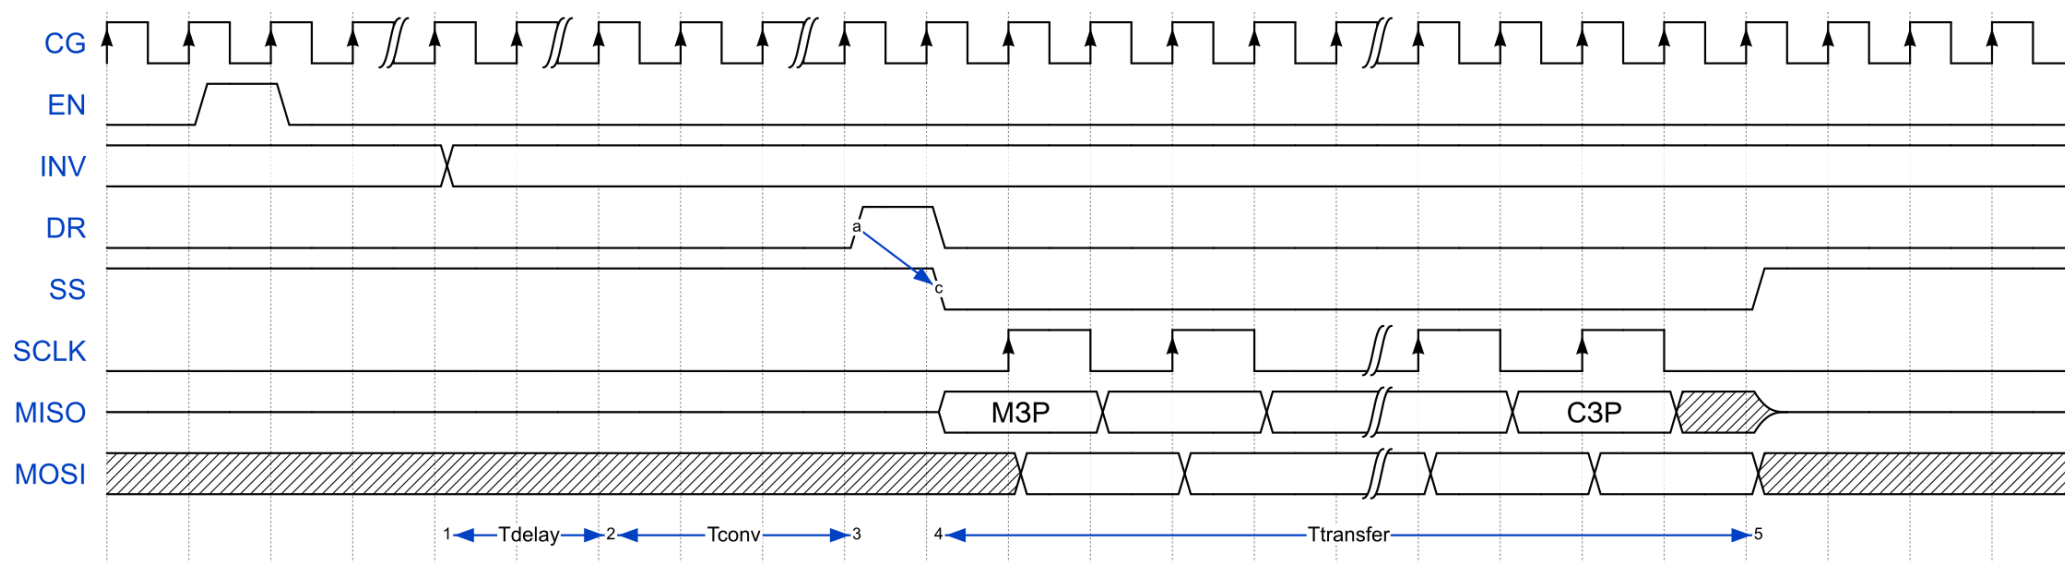 CG
EN
INV
DR a
SS c
SCLK
MISO M3P C3P
MOSI
1 Tdelay 2 Tconv 3 4 Ttransfer 5